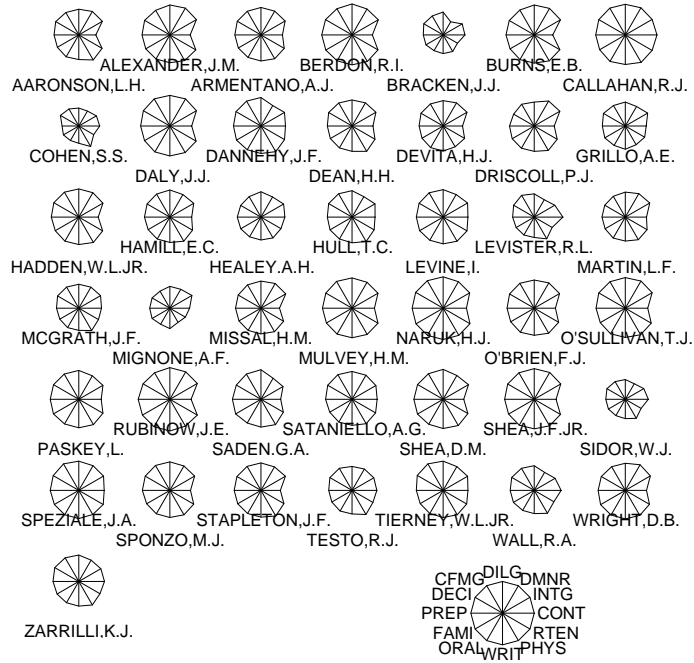 ALEXANDER,J.M. BERDON,R.I. BURNS,E.B.
AARONSON,L.H. ARMENTANO,A.J. BRACKEN,J.J. CALLAHAN,R.J.
COHEN,S.S. DANNEHY,J.F. DEVITA,H.J. GRILLO,A.E.
DALY,J.J. DEAN,H.H. DRISCOLL,P.J.
HAMILL,E.C. HULL,T.C. LEVISTER,R.L.
HADDEN,W.L.JR. HEALEY.A.H. LEVINE,I. MARTIN,L.F.
MCGRATH,J.F. MISSAL,H.M. NARUK,H.J. O'SULLIVAN,T.J.
MIGNONE,A.F. MULVEY,H.M. O'BRIEN,F.J.
RUBINOW,J.E. SATANIELLO,A.G. SHEA,J.F.JR.
PASKEY,L. SADEN.G.A. SHEA,D.M. SIDOR,W.J.
SPEZIALE,J.A. STAPLETON,J.F. TIERNEY,W.L.JR. WRIGHT,D.B.
SPONZO,M.J. TESTO,R.J. WALL,R.A.
ZARRILLI,K.J.
DILG
CFMG DMNR
DECI INTG
PREP CONT
FAMI RTEN
ORAL PHYS
WRIT